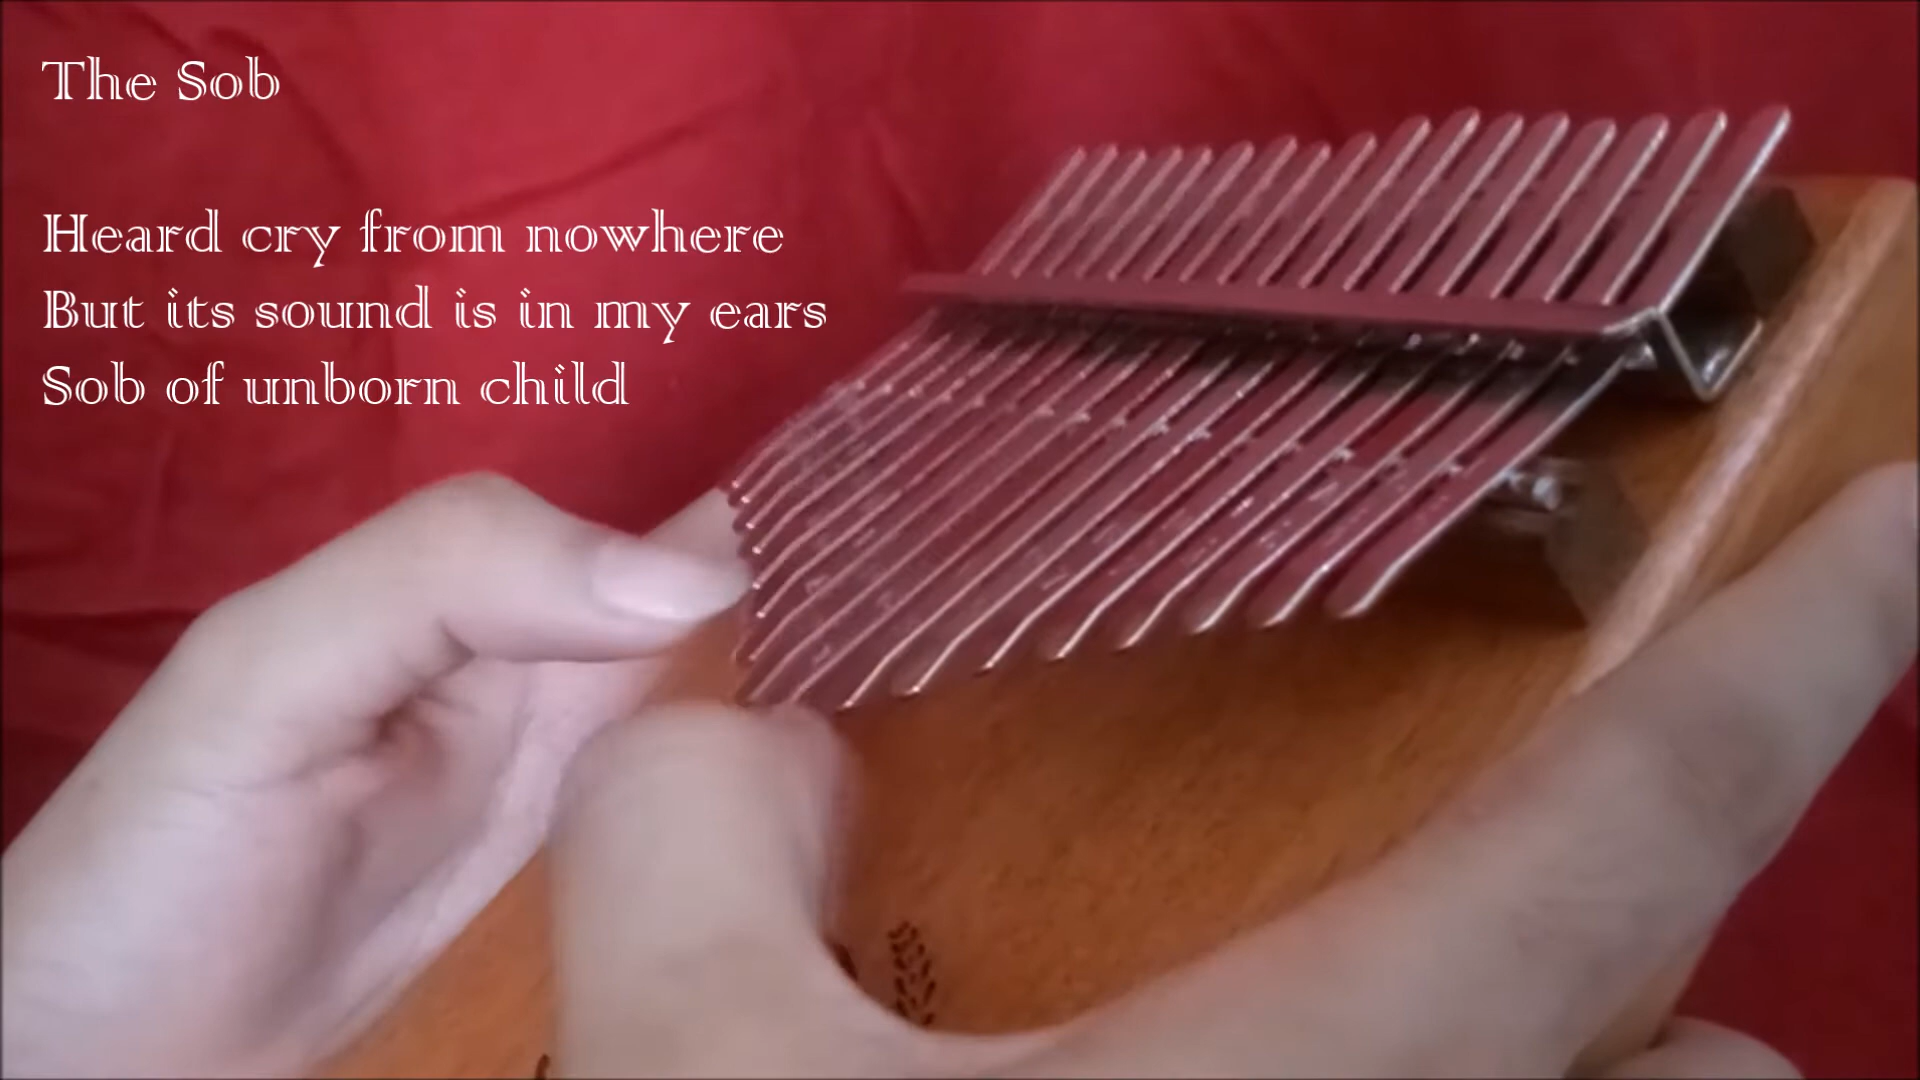 The Sob
Heard cry from nowhere
But its sound is in my ears
Sob of unborn child